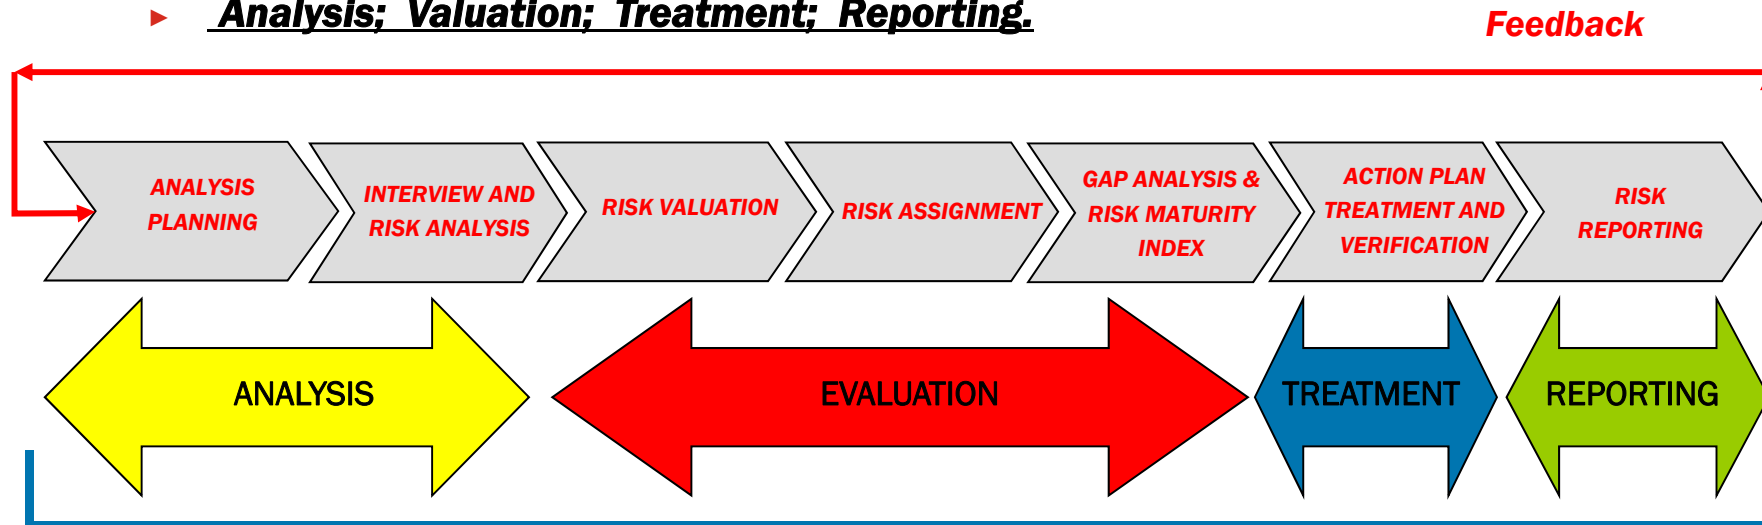 Analysis; Valuation; Treatment; Reporting.
Feedback
ANALYSIS
PLANNING
INTERVIEW AND
RISK ANALYSIS
RISK VALUATION
RISK ASSIGNMENT
GAP ANALYSIS &
RISK MATURITY
INDEX
ACTION PLAN
TREATMENT AND
VERIFICATION
RISK
REPORTING
ANALYSIS
EVALUATION
TREATMENT
REPORTING